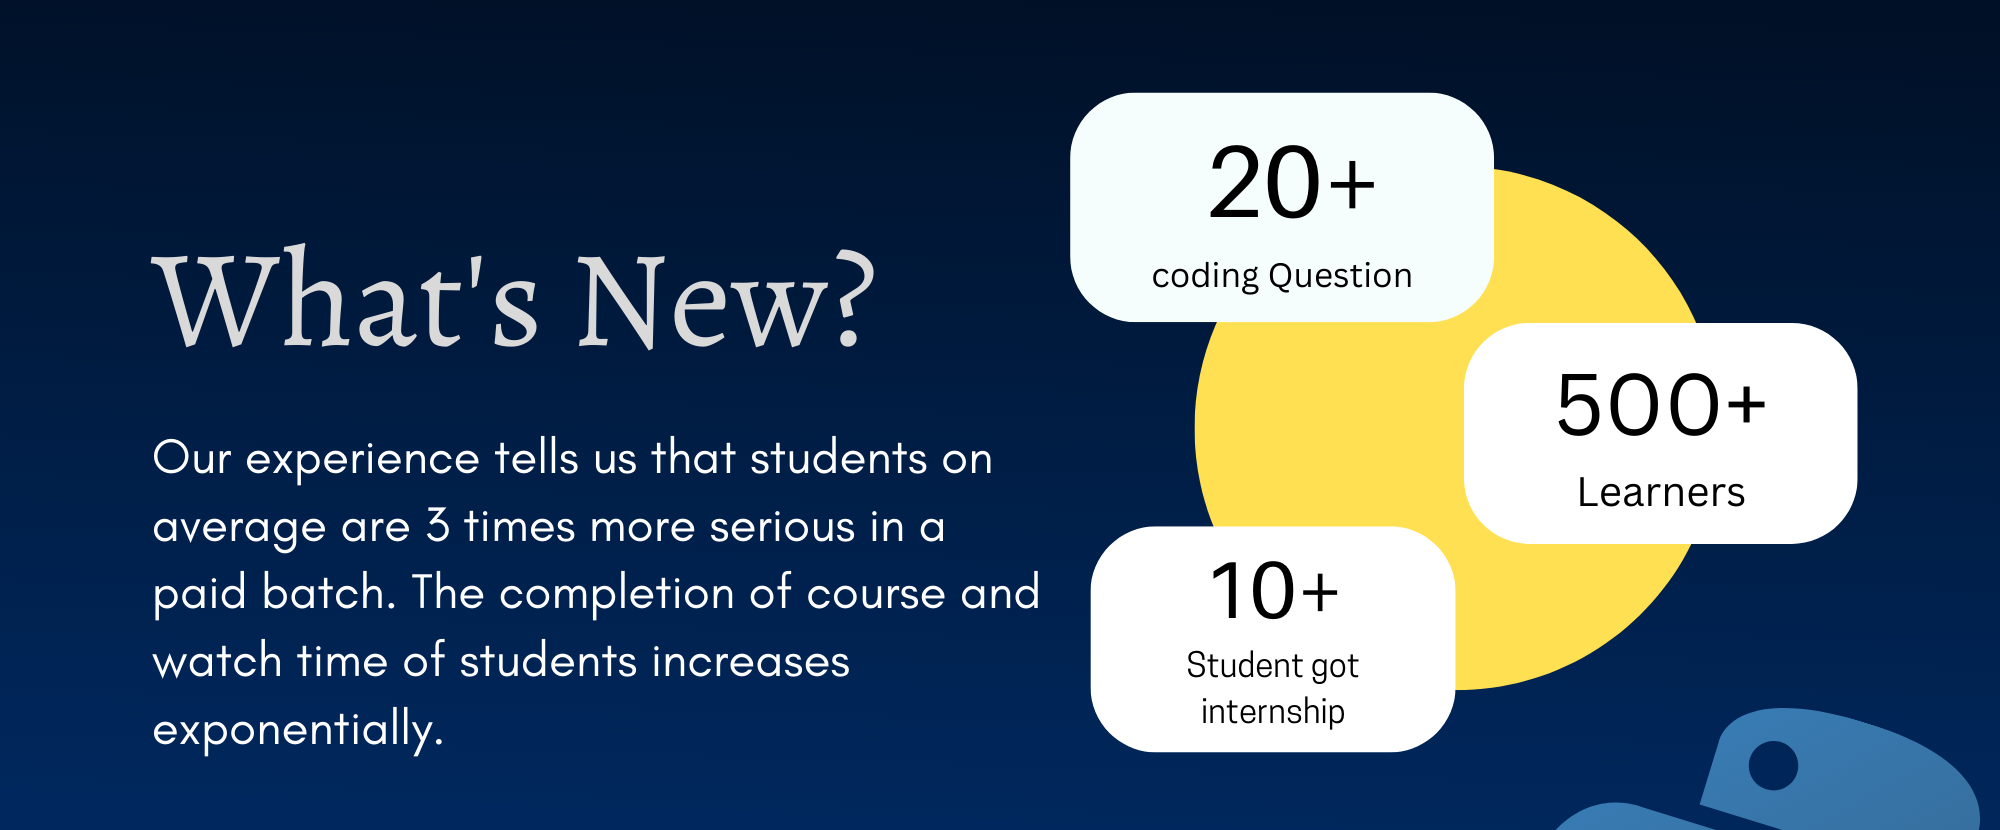 What's New?
Our experience tells us that students on
average are 3 times more serious in a
paid batch. The completion of course and
watch time of students increases
exponentially.
20+
coding Question
500+
Learners
10+
Student got
internship